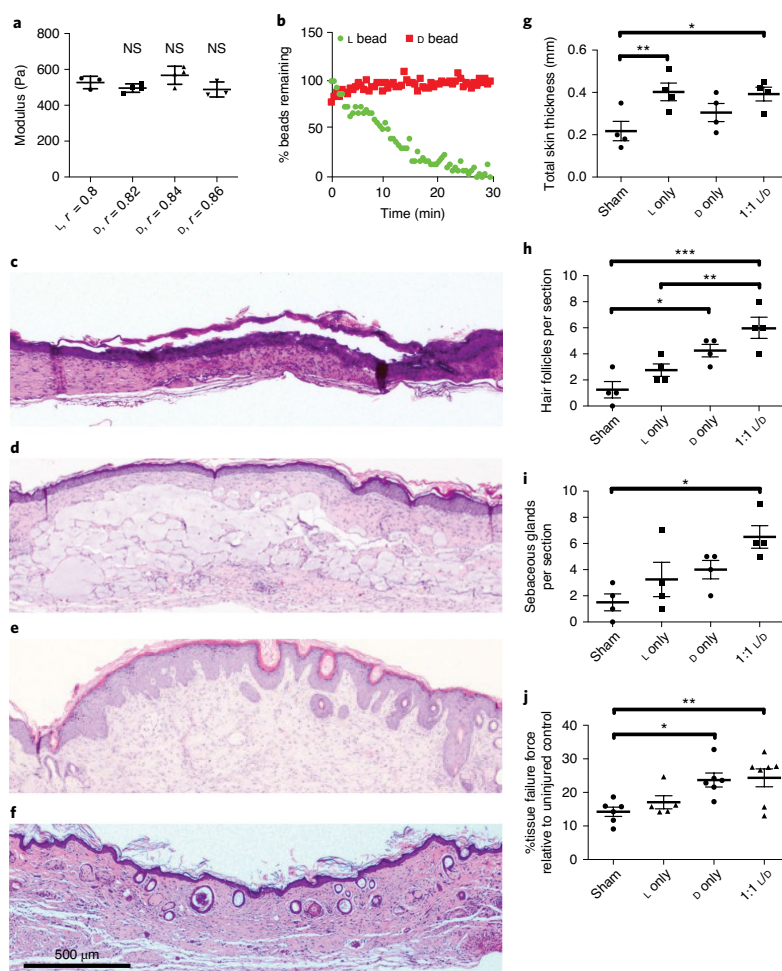 a
Modulus (Pa)
800
600
400
200
0
NS
NS
NS
L, r = 0.8
D, r = 0.82
D, r = 0.84
D, r = 0.86
b
L bead
D bead
% beads remaining
150
100
50
0
0
10
20
30
Time (min)
c
d
e
f
500 µm
g
Total skin thickness (mm)
0.6
0.4
0.2
0
**
*
Sham
L only
D only
1:1 L/D
h
Hair follicles per section
10
8
6
4
2
0
***
**
*
Sham
L only
D only
1:1 L/D
i
Sebaceous glands
per section
10
8
6
4
2
0
*
Sham
L only
D only
1:1 L/D
j
%tissue failure force
relative to uninjured control
40
30
20
10
0
**
*
Sham
L only
D only
1:1 L/D